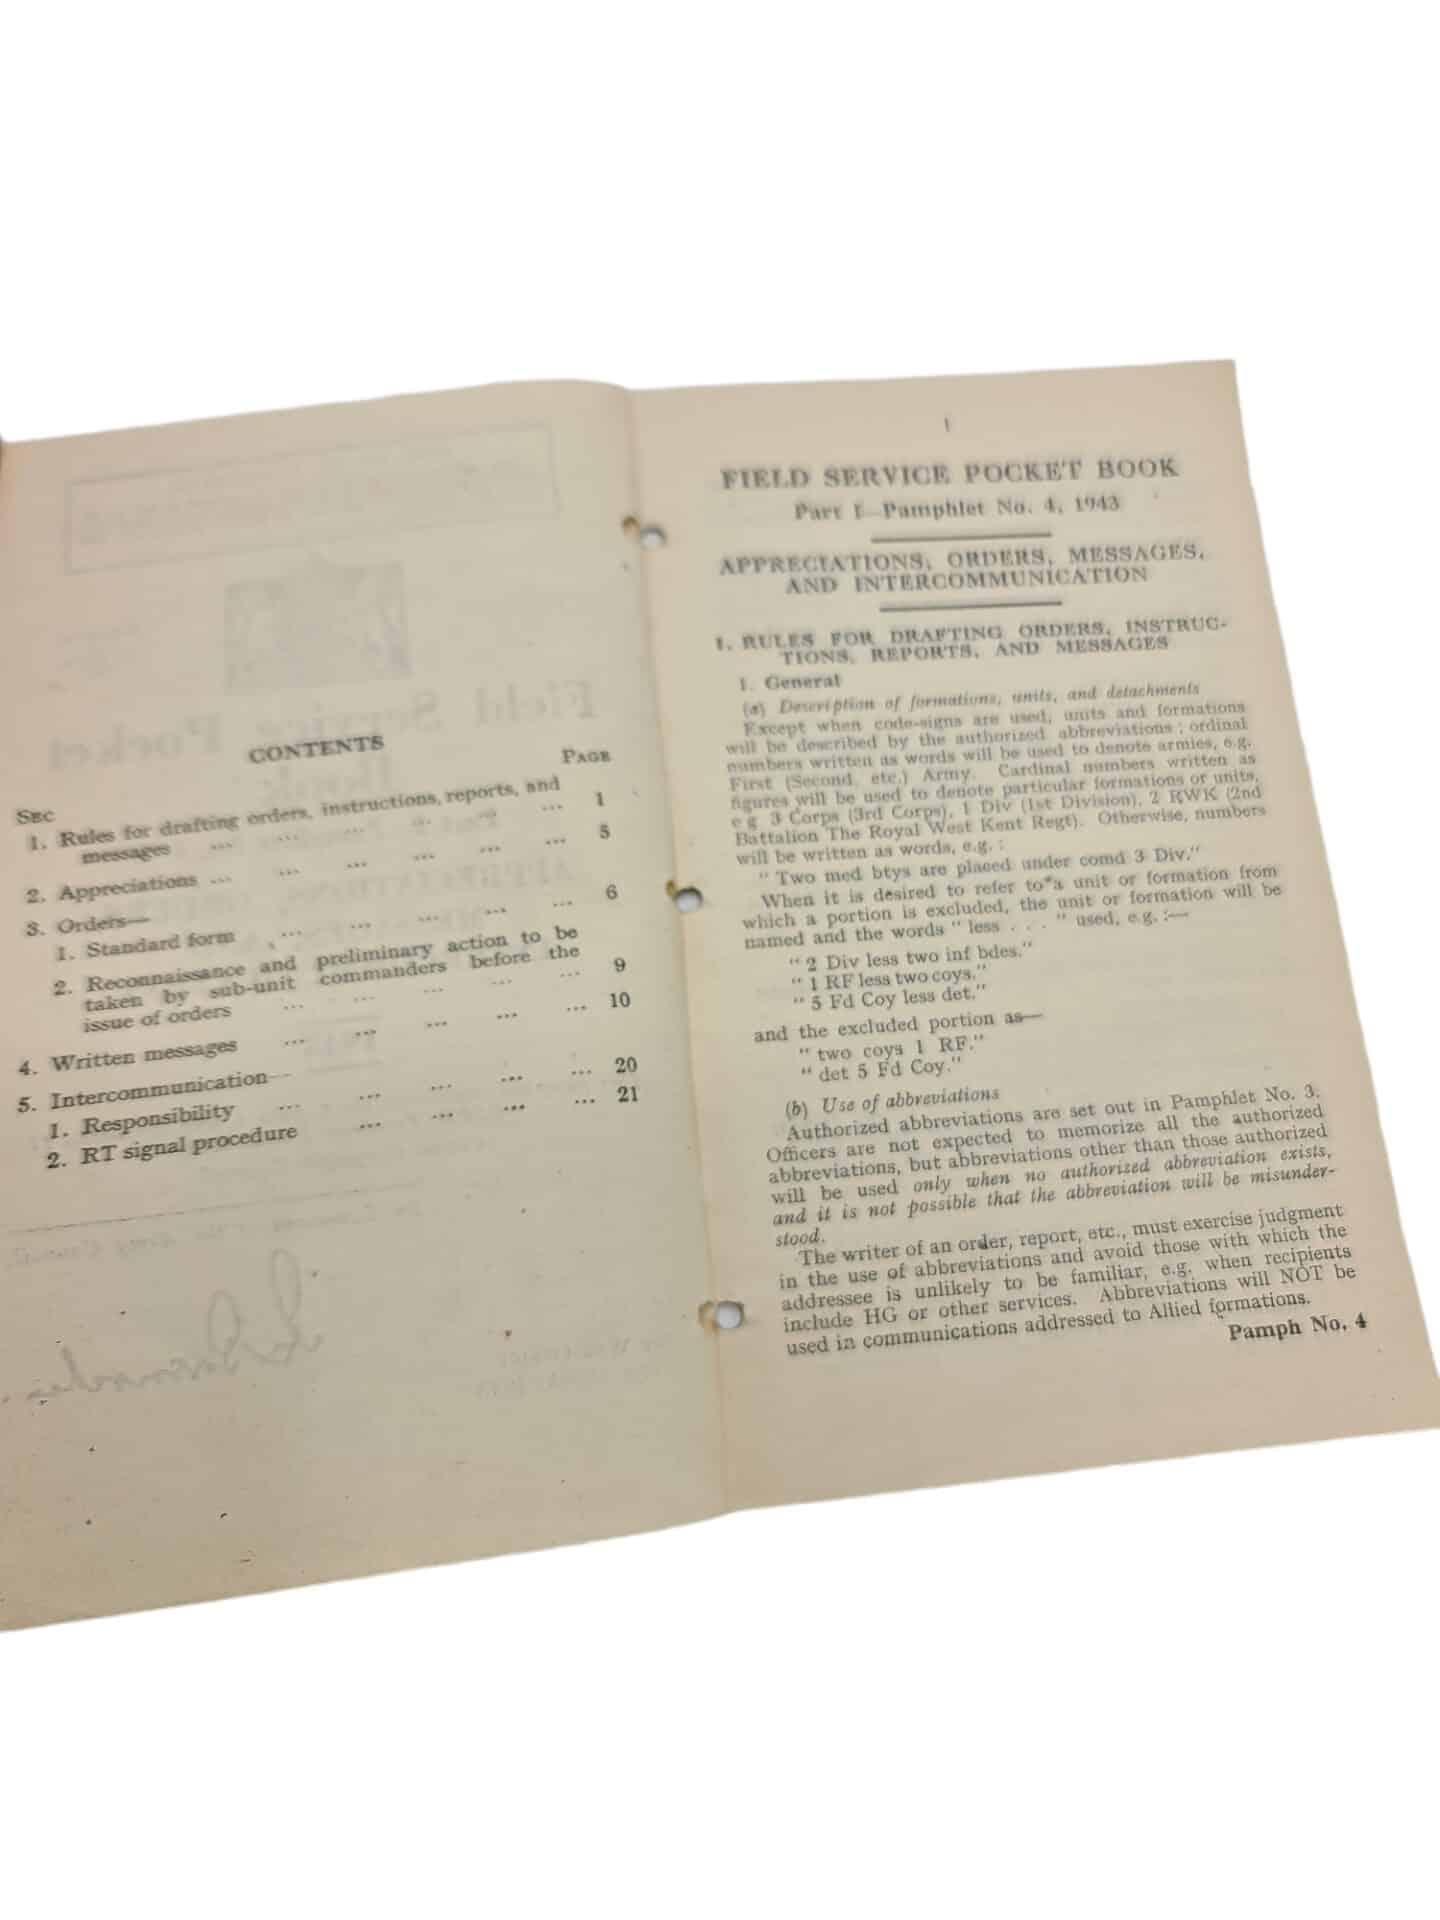 CONTENTS
SEC PAGE
1. Rules for drafting orders, instructions, reports, and
messages ... ... ... ... ... ... 1
2. Appreciations ... ... ... ... ... ... 5
3. Orders—
1. Standard form ... ... ... ... ... 6
2. Reconnaissance and preliminary action to be
taken by sub-unit commanders before the
issue of orders ... ... ... ... ... 9
4. Written messages ... ... ... ... ... 10
5. Intercommunication—
1. Responsibility ... ... ... ... ... 20
2. RT signal procedure ... ... ... ... 21
1
FIELD SERVICE POCKET BOOK
Part I—Pamphlet No. 4, 1943
APPRECIATIONS, ORDERS, MESSAGES,
AND INTERCOMMUNICATION
1. RULES FOR DRAFTING ORDERS, INSTRUC-
TIONS, REPORTS, AND MESSAGES
1. General
(a) Description of formations, units, and detachments
Except when code-signs are used, units and formations
will be described by the authorized abbreviations; ordinal
numbers written as words will be used to denote armies, e.g.
First (Second, etc.) Army. Cardinal numbers written as
figures will be used to denote particular formations or units,
e g 3 Corps (3rd Corps), 1 Div (1st Division), 2 RWK (2nd
Battalion The Royal West Kent Regt). Otherwise, numbers
will be written as words, e.g. :
" Two med btys are placed under comd 3 Div."
When it is desired to refer to a unit or formation from
which a portion is excluded, the unit or formation will be
named and the words " less . . . " used, e.g. :—
" 2 Div less two inf bdes."
" 1 RF less two coys."
" 5 Fd Coy less det."
and the excluded portion as—
" two coys 1 RF."
" det 5 Fd Coy."
(b) Use of abbreviations
Authorized abbreviations are set out in Pamphlet No. 3.
Officers are not expected to memorize all the authorized
abbreviations, but abbreviations other than those authorized
will be used only when no authorized abbreviation exists,
and it is not possible that the abbreviation will be misunder-
stood.
The writer of an order, report, etc., must exercise judgment
in the use of abbreviations and avoid those with which the
addressee is unlikely to be familiar, e.g. when recipients
include HG or other services. Abbreviations will NOT be
used in communications addressed to Allied formations.
Pamph No. 4